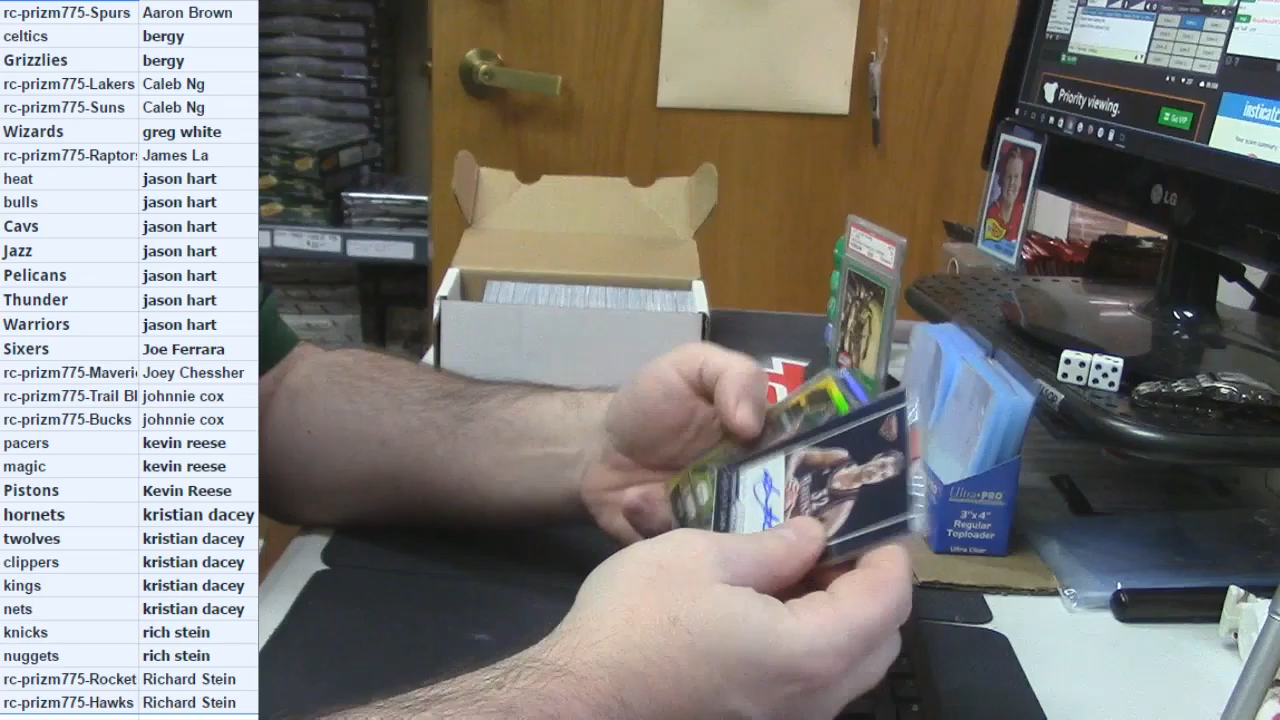 rc-prizm775-Spurs Aaron Brown
celtics bergy
Grizzlies bergy
rc-prizm775-Lakers Caleb Ng
rc-prizm775-Suns Caleb Ng
Wizards greg white
rc-prizm775-Raptor James La
heat jason hart
bulls jason hart
Cavs jason hart
Jazz jason hart
Pelicans jason hart
Thunder jason hart
Warriors jason hart
Sixers Joe Ferrara
rc-prizm775-Maveri Joey Chessher
rc-prizm775-Trail Bl johnnie cox
rc-prizm775-Bucks johnnie cox
pacers kevin reese
magic kevin reese
Pistons Kevin Reese
hornets kristian dacey
twolves kristian dacey
clippers kristian dacey
kings kristian dacey
nets kristian dacey
knicks rich stein
nuggets rich stein
rc-prizm775-Rocket Richard Stein
rc-prizm775-Hawks Richard Stein
Priority viewing.
Go VIP
LG
Ultra-PRO
3"x4"
Regular
Toploader
Ultra Clear